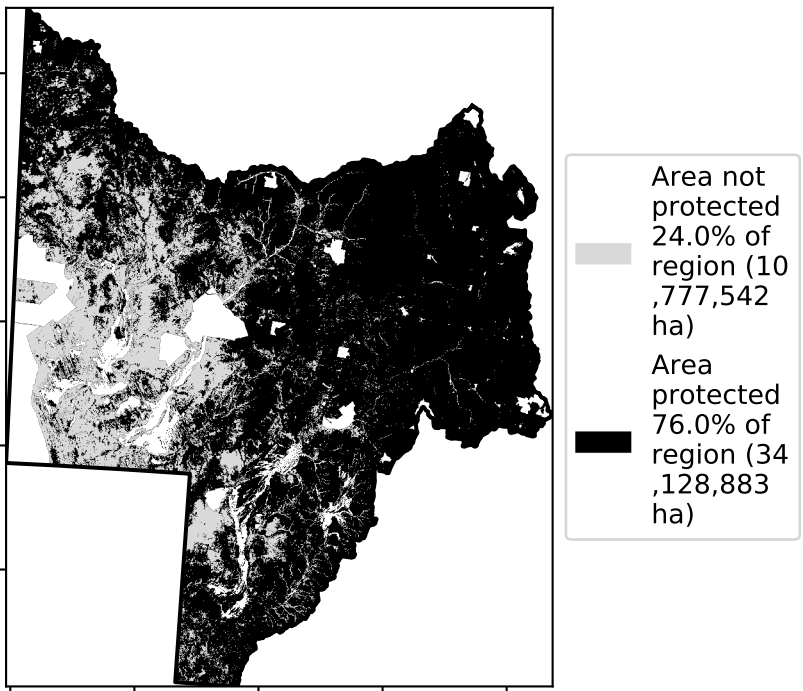 Area not
protected
24.0% of
region (10
,777,542
ha)
Area
protected
76.0% of
region (34
,128,883
ha)